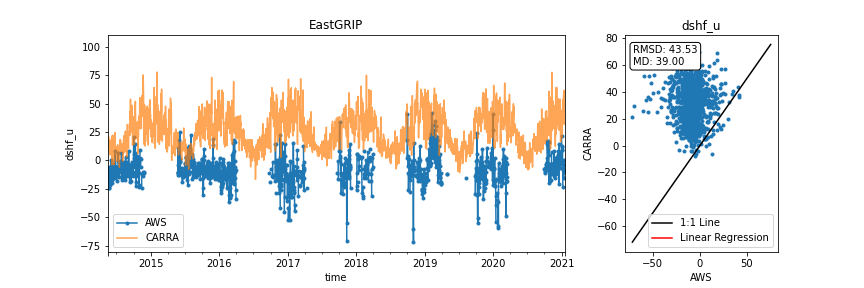 EastGRIP
dshf_u
100
75
50
25
0
−25
−50
−75
AWS
CARRA
2015
2016
2017
2018
2019
2020
2021
time
dshf_u
RMSD: 43.53
MD: 39.00
80
60
40
20
0
−20
−40
−60
CARRA
1:1 Line
Linear Regression
−50
0
50
AWS